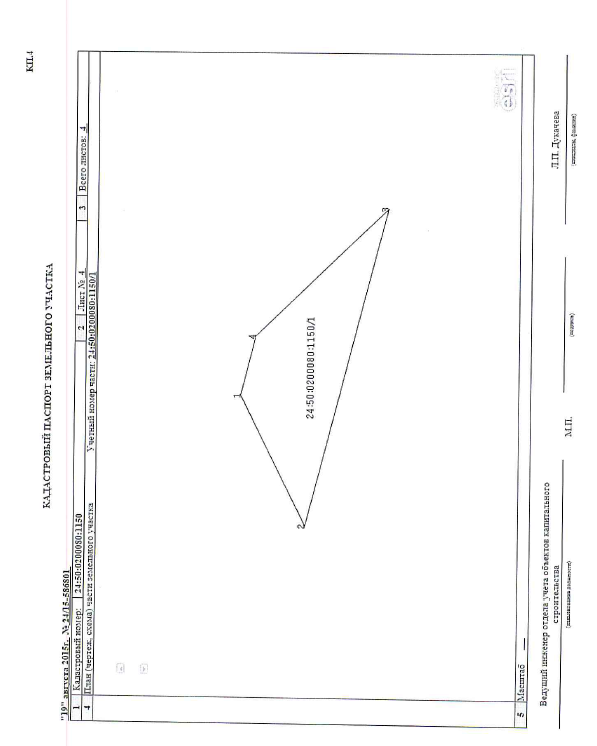 КП.4
КАДАСТРОВЫЙ ПАСПОРТ ЗЕМЕЛЬНОГО УЧАСТКА
"19" августа 2015г. № 24/15-586801
1 Кадастровый номер: 24:50:0200080:1150 2 Лист № 4 3 Всего листов: 4
4 План (чертеж, схема) части земельного участка Учетный номер части: 24:50:0200080:1150/1
1
4
2
3
24:50:0200080:1150/1
esri
5 Масштаб —
Ведущий инженер отдела учета объектов капитального
строительства
М.П.
Л.П. Дукачева
(наименование должности)
(подпись)
(инициалы, фамилия)